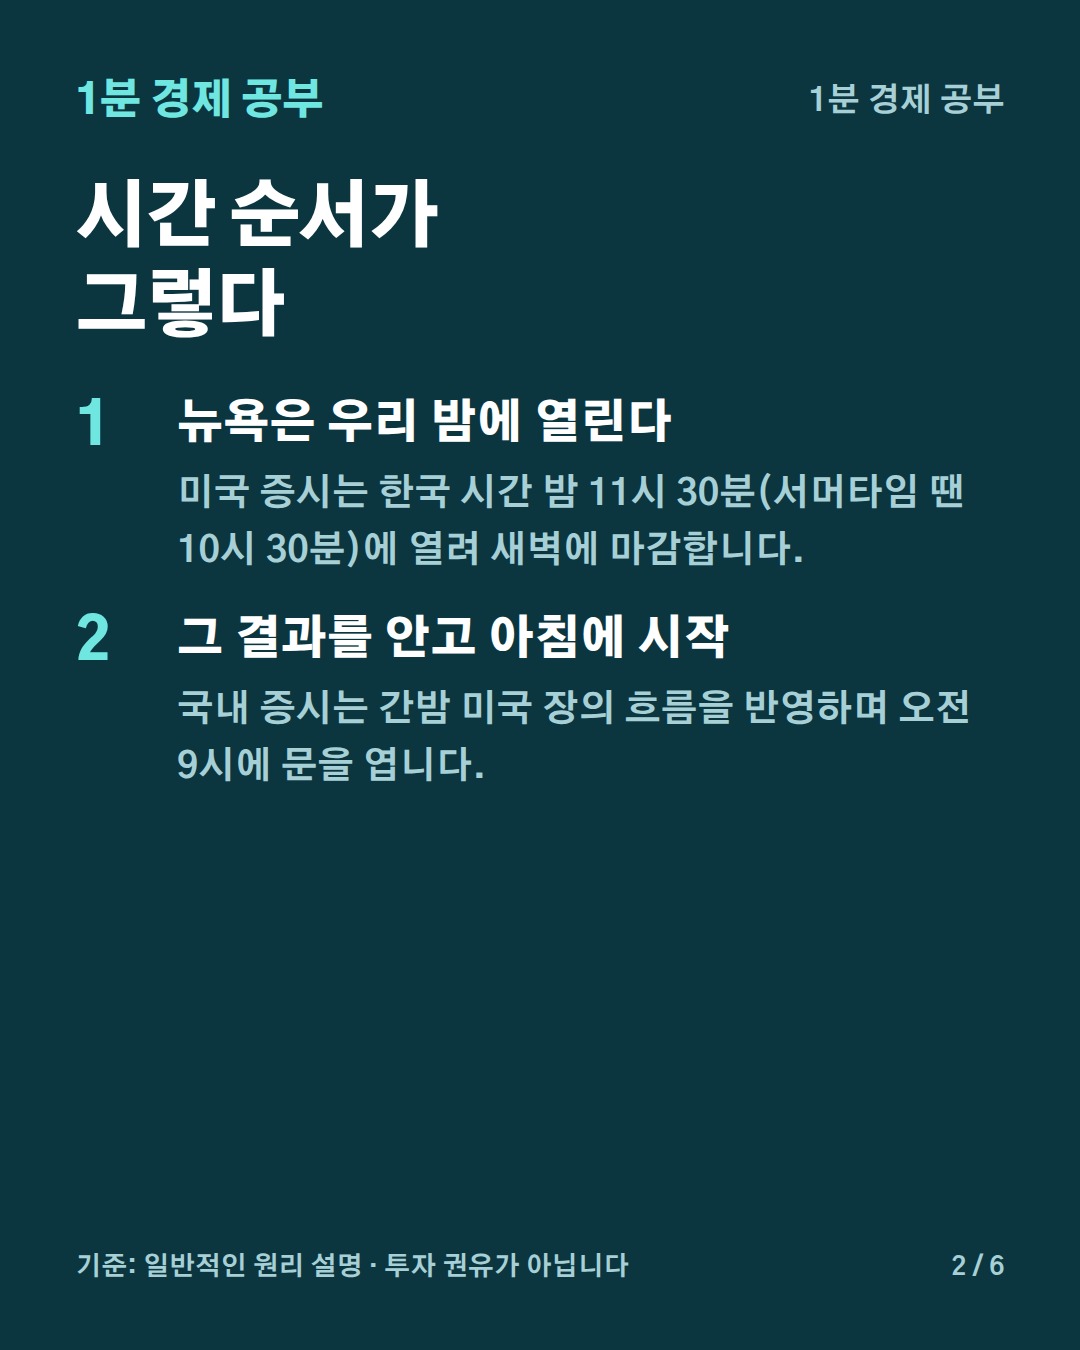 1분 경제 공부
1분 경제 공부
시간 순서가
그렇다
1
뉴욕은 우리 밤에 열린다
미국 증시는 한국 시간 밤 11시 30분(서머타임 땐
10시 30분)에 열려 새벽에 마감합니다.
2
그 결과를 안고 아침에 시작
국내 증시는 간밤 미국 장의 흐름을 반영하며 오전
9시에 문을 엽니다.
기준: 일반적인 원리 설명 · 투자 권유가 아닙니다
2 / 6